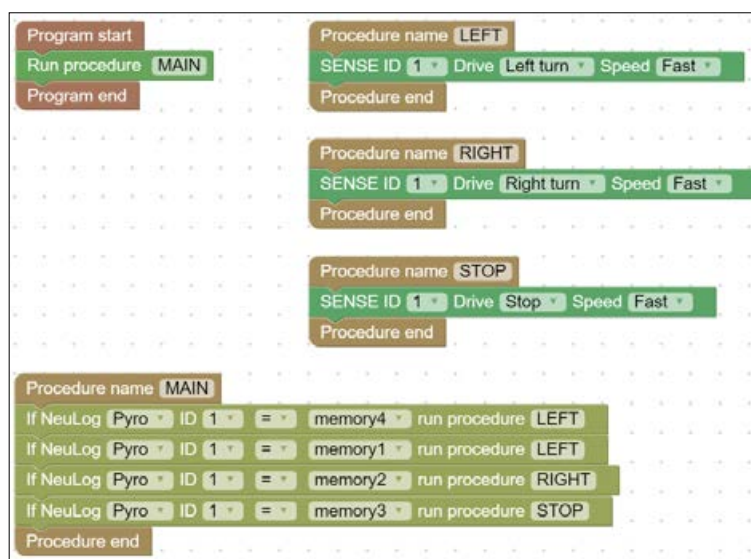 Program start
Run procedure MAIN
Program end
Procedure name LEFT
SENSE ID 1 Drive Left turn Speed Fast
Procedure end
Procedure name RIGHT
SENSE ID 1 Drive Right turn Speed Fast
Procedure end
Procedure name STOP
SENSE ID 1 Drive Stop Speed Fast
Procedure end
Procedure name MAIN
If NeuLog Pyro ID 1 = memory4 run procedure LEFT
If NeuLog Pyro ID 1 = memory1 run procedure LEFT
If NeuLog Pyro ID 1 = memory2 run procedure RIGHT
If NeuLog Pyro ID 1 = memory3 run procedure STOP
Procedure end